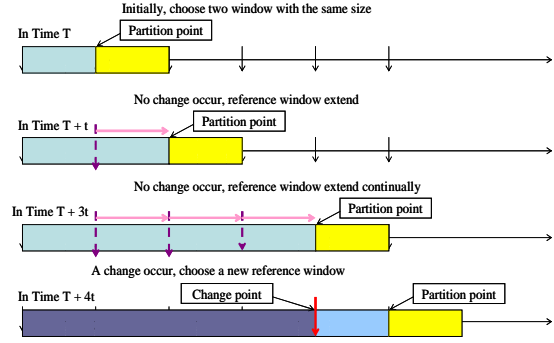 Initially, choose two window with the same size
In Time T
Partition point
No change occur, reference window extend
In Time T + t
Partition point
No change occur, reference window extend continually
In Time T + 3t
Partition point
A change occur, choose a new reference window
In Time T + 4t
Change point
Partition point